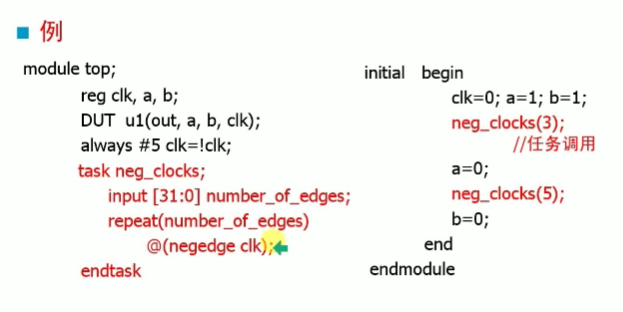 例
module top;
reg clk, a, b;
DUT u1(out, a, b, clk);
always #5 clk=!clk;
task neg_clocks;
input [31:0] number_of_edges;
repeat(number_of_edges)
@(negedge clk);
endtask
initial begin
clk=0; a=1; b=1;
neg_clocks(3);
//任务调用
a=0;
neg_clocks(5);
b=0;
end
endmodule